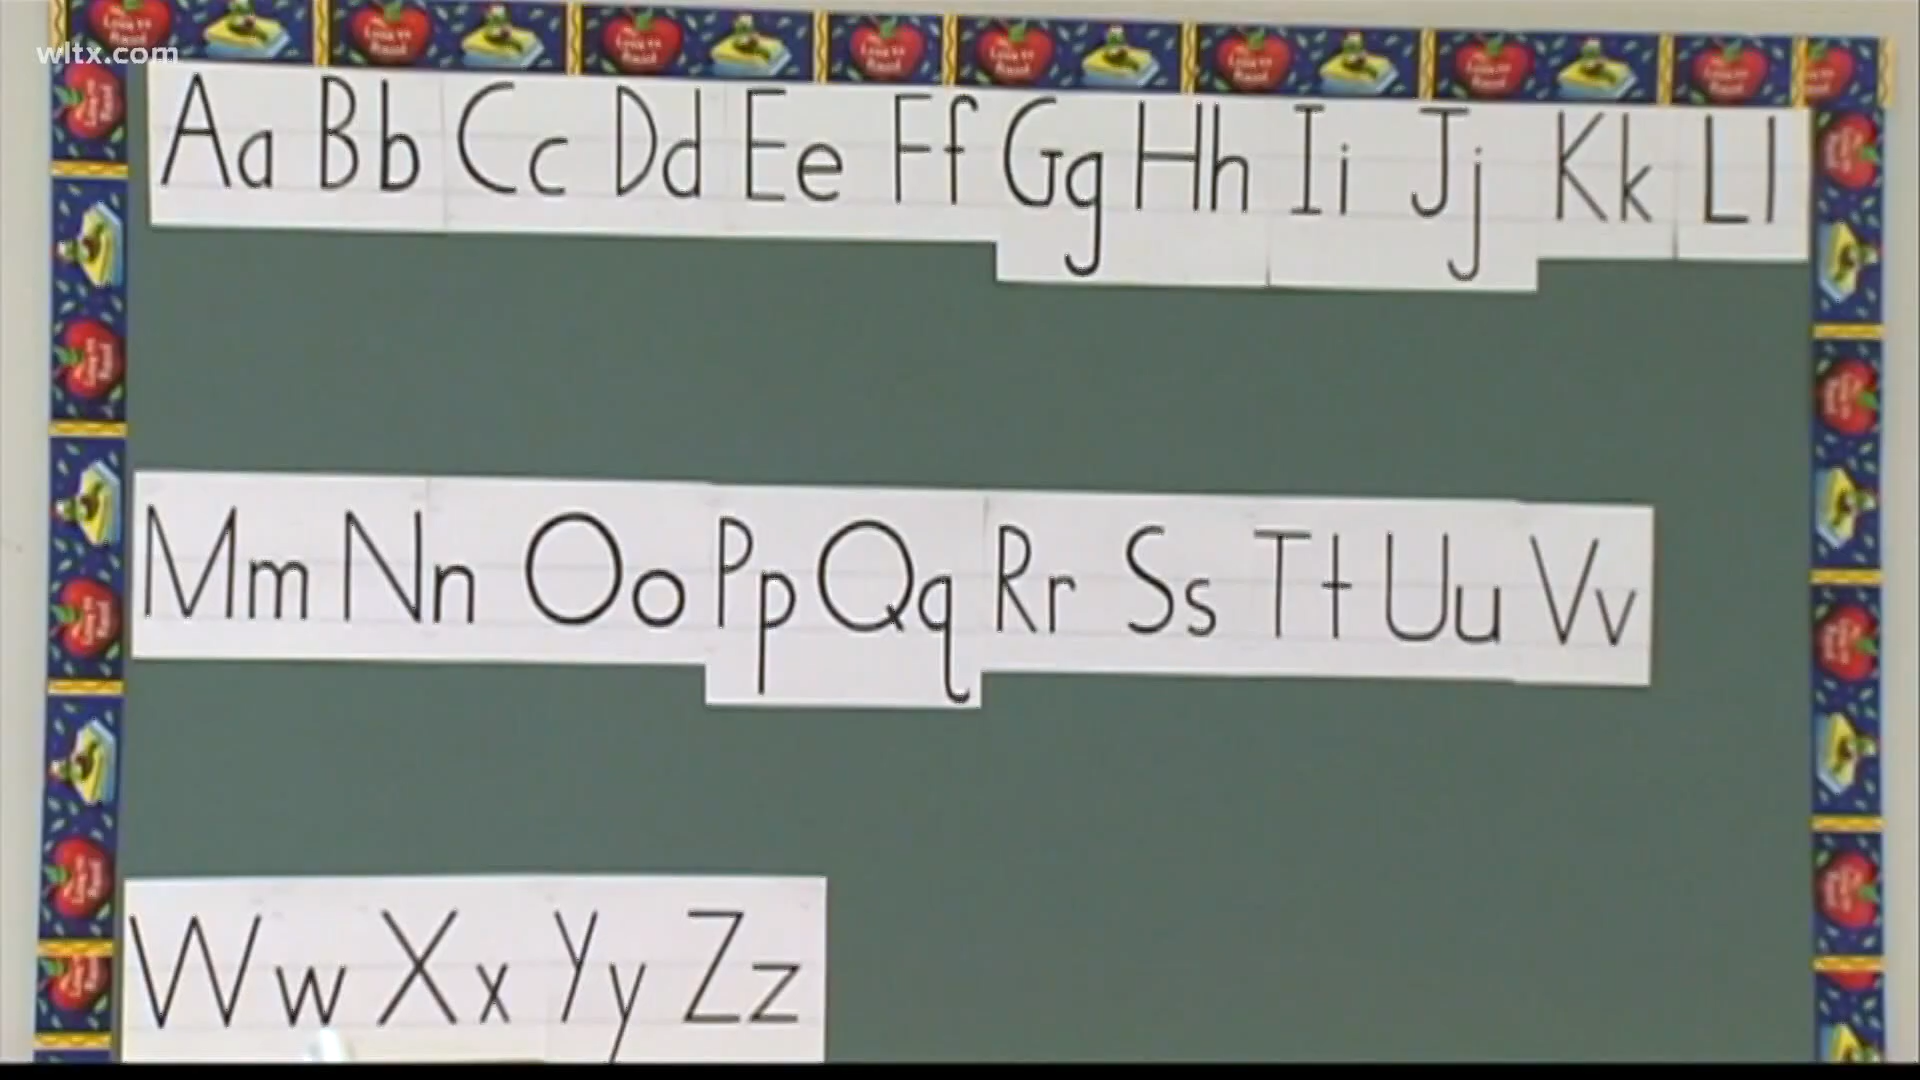 wltx.com
Aa Bb Cc Dd Ee Ff Gg Hh Ii Jj Kk Ll
Mm Nn Oo Pp Qq Rr Ss Tt Uu Vv
Ww Xx Yy Zz